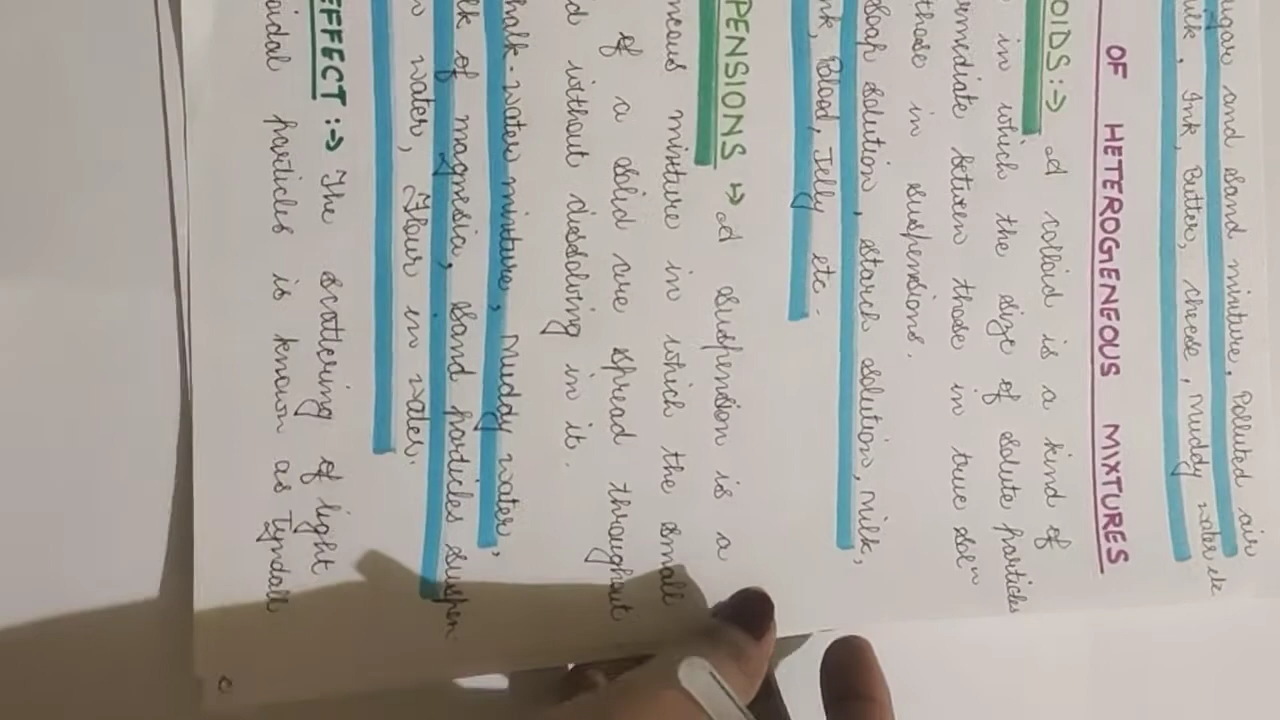 ugar and sand mixture, Polluted air
ilk, Ink, Butter, cheese, Muddy water etc
OF HETEROGENEOUS MIXTURES
OIDS:→ A colloid is a kind of
in which the size of solute particles
ermediate between those in true solⁿ
those in suspensions.
Soap solution, starch solution, milk,
nk, Blood, Jelly etc.
PENSIONS → A suspension is a
neous mixture in which the small
of a solid are spread throughout
id without dissolving in it.
halk-water mixture, Muddy water,
lk of magnesia, Sand particles suspen
n water, Flour in water.
EFFECT:→ The scattering of light
oidal particles is known as Tyndall